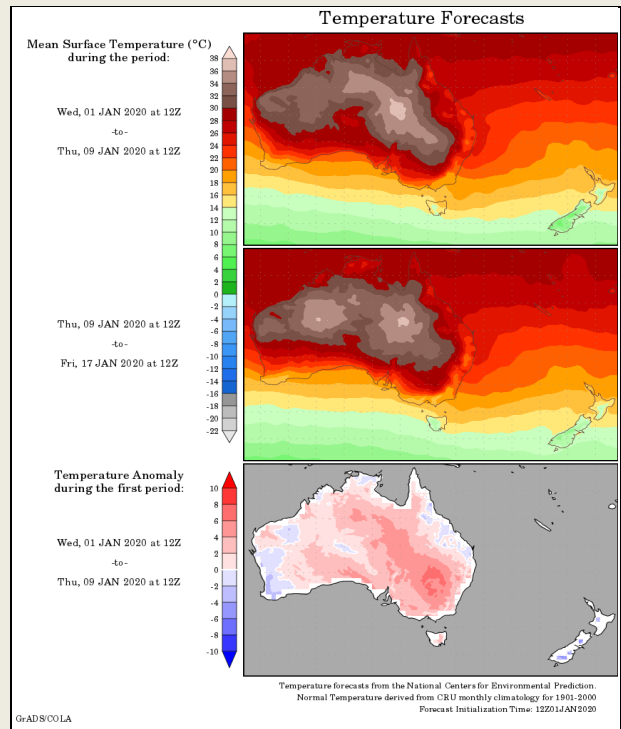 Temperature Forecasts
Mean Surface Temperature (°C)
during the period:
38
36
34
32
30
28
26
24
22
20
18
16
14
12
10
8
6
4
2
0
-2
-4
-6
-8
-10
-12
-14
-16
-17
-18
-20
-22
Wed, 01 JAN 2020 at 12Z
-to-
Thu, 09 JAN 2020 at 12Z
Thu, 09 JAN 2020 at 12Z
-to-
Fri, 17 JAN 2020 at 12Z
Temperature Anomaly
during the first period:
10
8
6
4
2
0
-2
-4
-6
-8
-10
Wed, 01 JAN 2020 at 12Z
-to-
Thu, 09 JAN 2020 at 12Z
Temperature forecasts from the National Centers for Environmental Prediction.
Normal Temperature derived from CRU monthly climatology for 1901-2000
Forecast Initialization Time: 12Z01JAN2020
GrADS/COLA